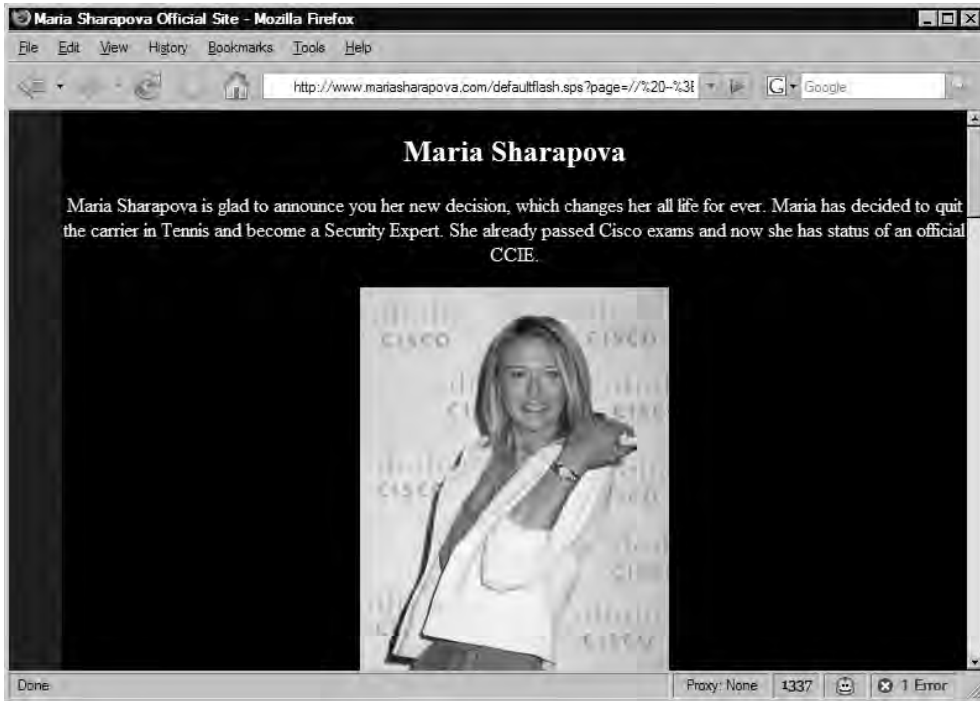 Maria Sharapova Official Site - Mozilla Firefox
File Edit View History Bookmarks Tools Help
http://www.mariasharapova.com/defaultflash.sps?page=//%20--%3E
G Google
Maria Sharapova
Maria Sharapova is glad to announce you her new decision, which changes her all life for ever. Maria has decided to quit
the carrier in Tennis and become a Security Expert. She already passed Cisco exams and now she has status of an official
CCIE.
CISCO CISCO
CISCO
CISCO
Done Proxy: None 1337 1 Error